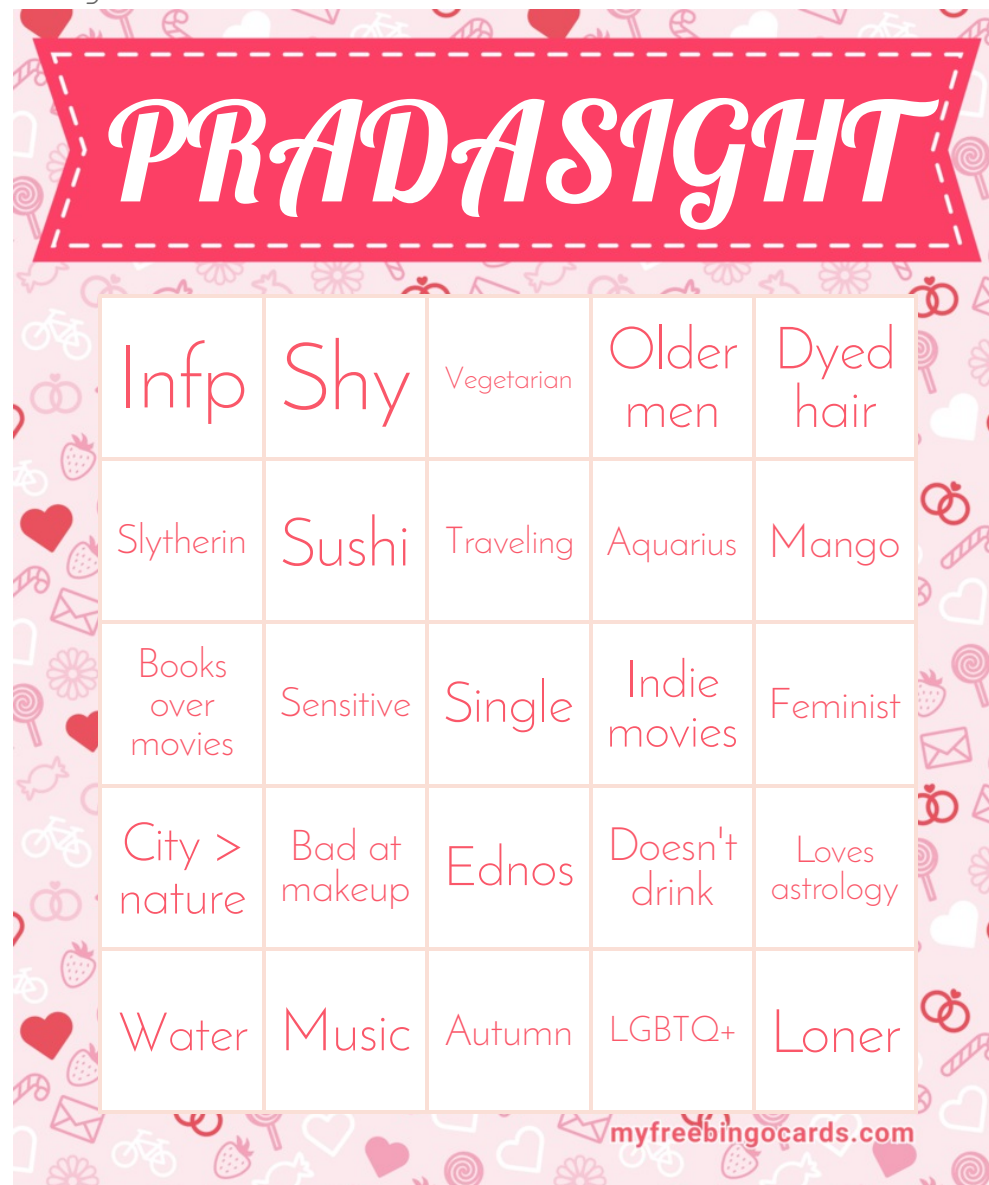 PRADASIGHT
Infp
Shy
Vegetarian
Older
men
Dyed
hair
Slytherin
Sushi
Traveling
Aquarius
Mango
Books
over
movies
Sensitive
Single
Indie
movies
Feminist
City >
nature
Bad at
makeup
Ednos
Doesn't
drink
Loves
astrology
Water
Music
Autumn
LGBTQ+
Loner
myfreebingocards.com